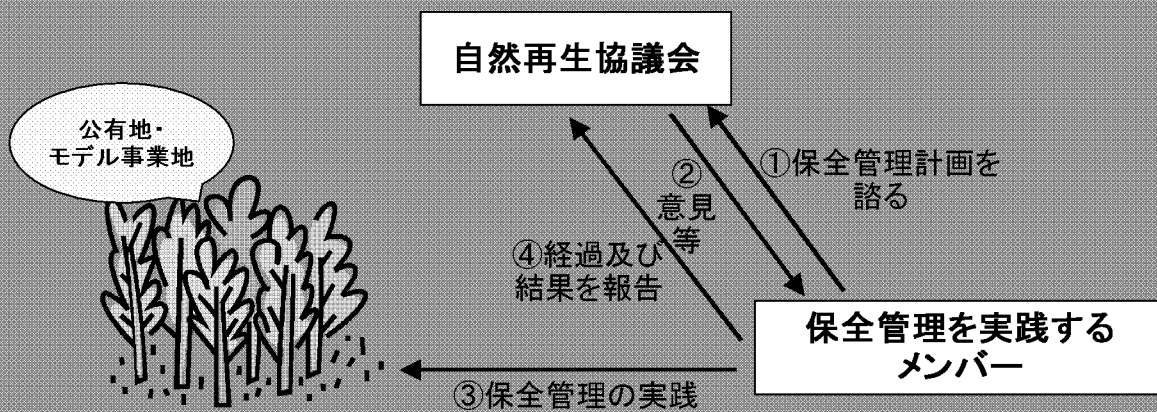 自然再生協議会
公有地・
モデル事業地
①保全管理計画を
諮る
②
意見
等
④経過及び
結果を報告
保全管理を実践する
メンバー
③保全管理の実践